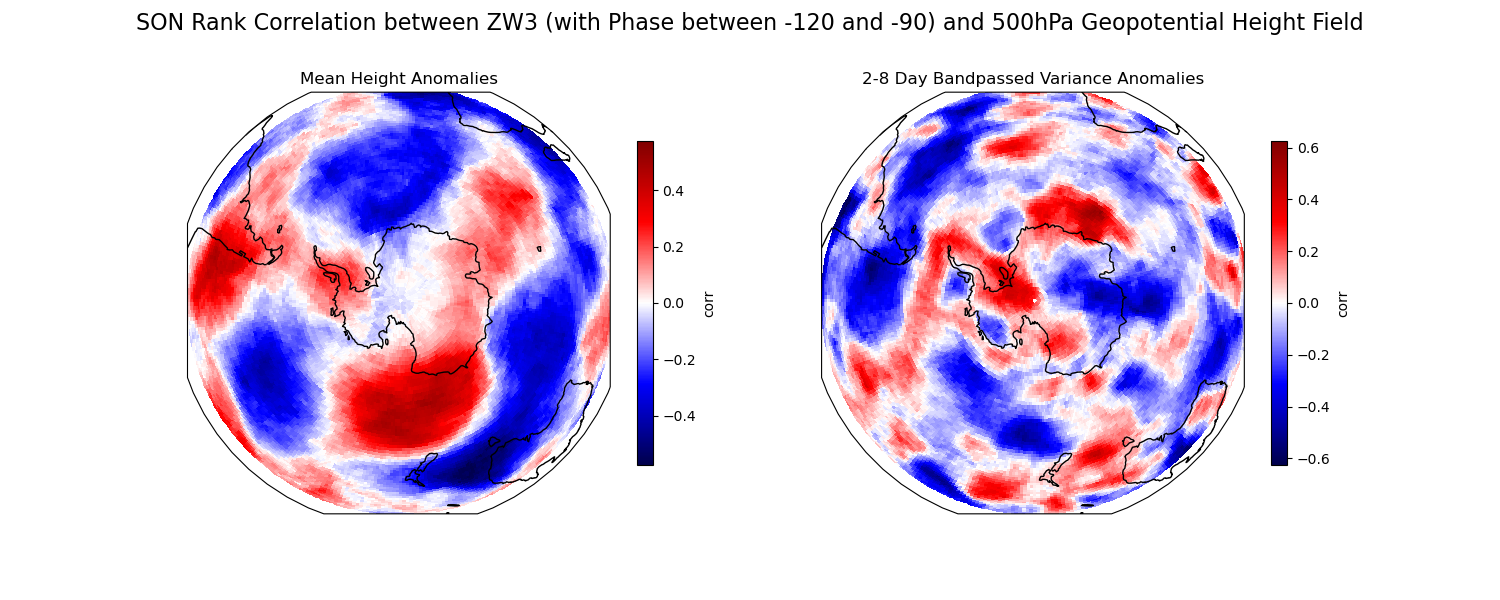 SON Rank Correlation between ZW3 (with Phase between -120 and -90) and 500hPa Geopotential Height Field
Mean Height Anomalies
2-8 Day Bandpassed Variance Anomalies
0.4
0.2
0.0
−0.2
−0.4
corr
0.6
0.4
0.2
0.0
−0.2
−0.4
−0.6
corr